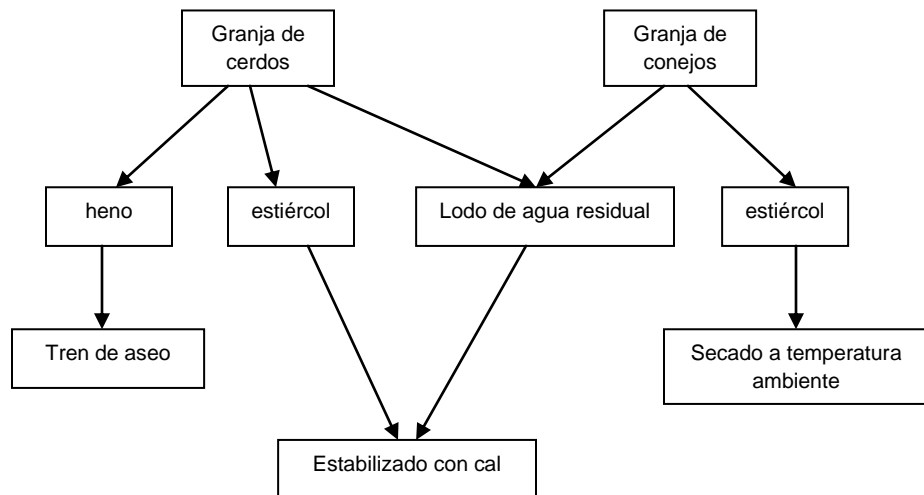 Granja de
cerdos
Granja de
conejos
heno
estiércol
Lodo de agua residual
estiércol
Tren de aseo
Secado a temperatura
ambiente
Estabilizado con cal